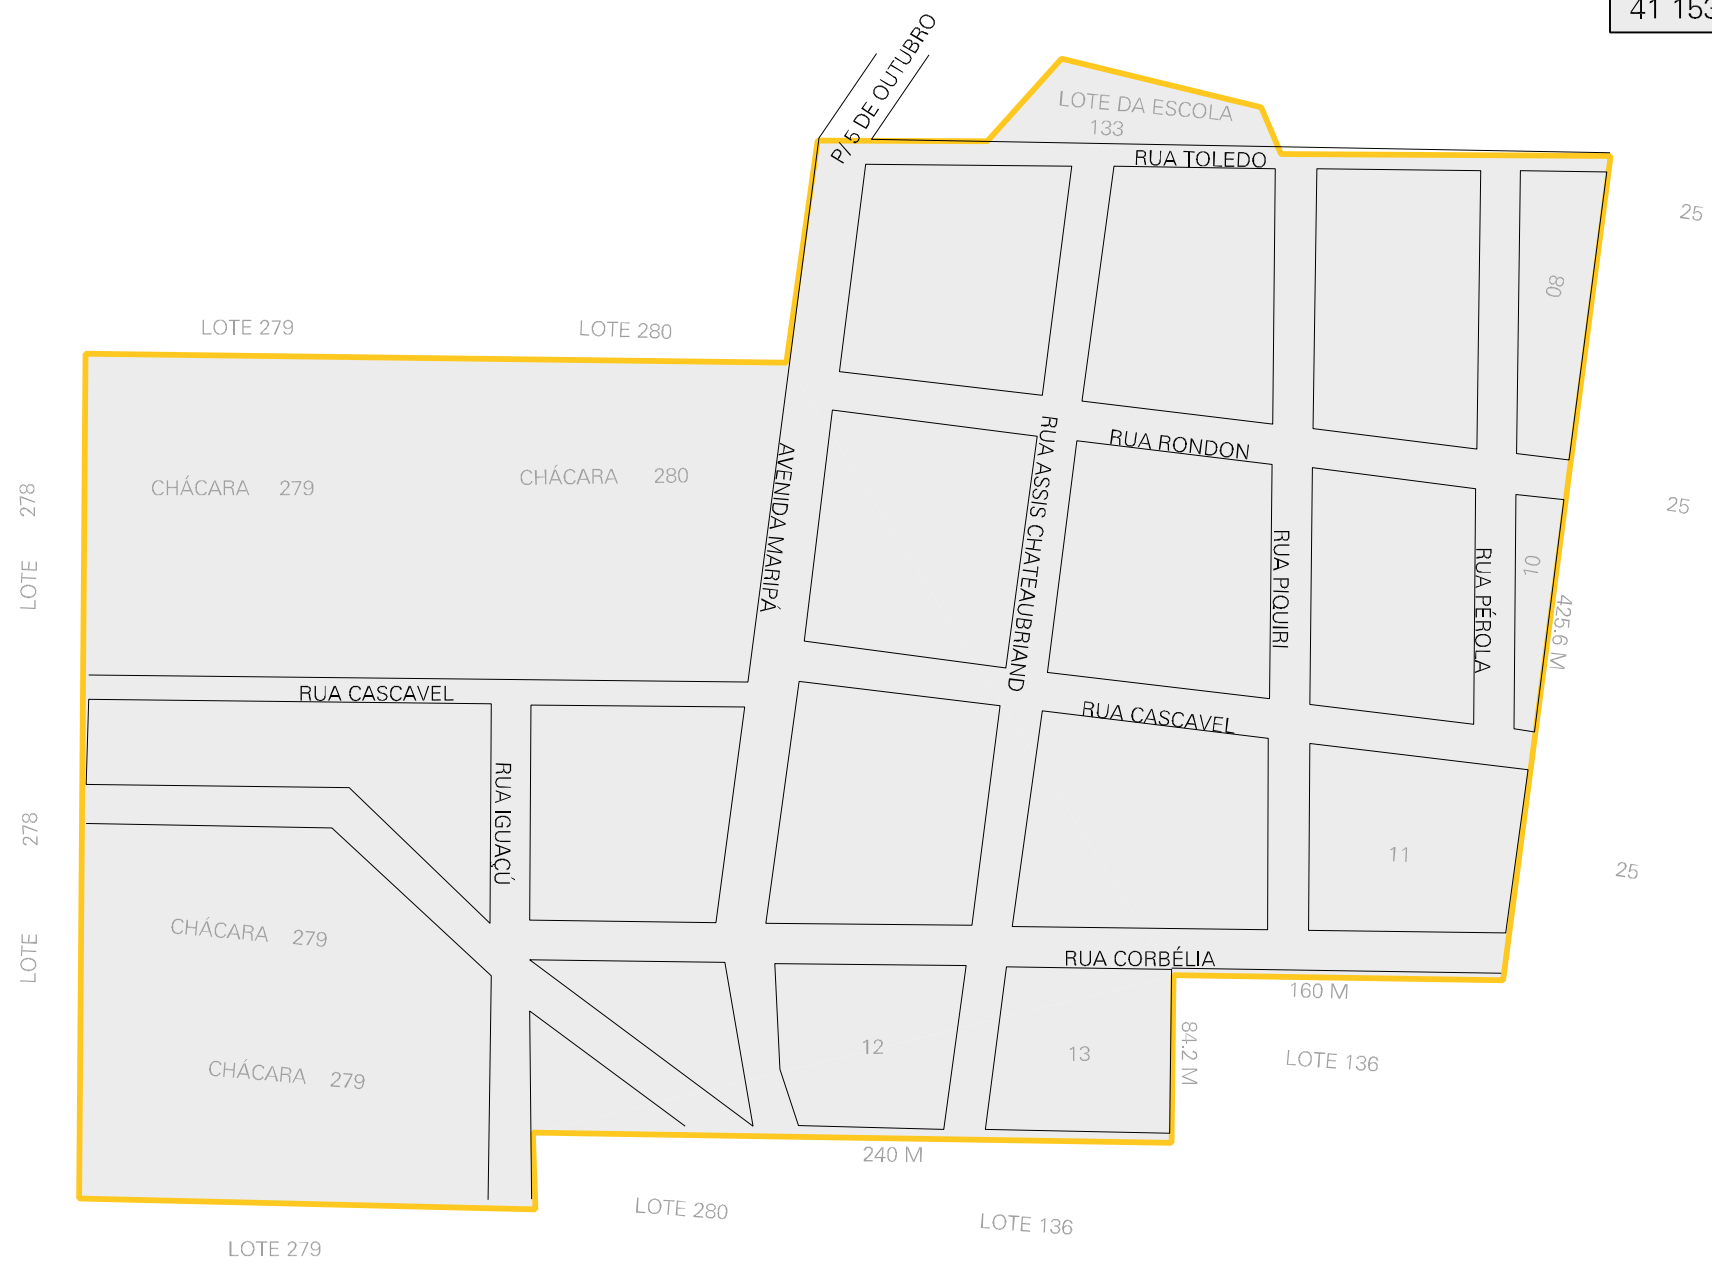 41 153
P/ 5 DE OUTUBRO
LOTE DA ESCOLA
133
RUA TOLEDO
25
80
LOTE 279
LOTE 280
RUA RONDON
RUA ASSIS CHATEAUBRIAND
AVENIDA MARIPÁ
CHÁCARA 279
CHÁCARA 280
LOTE 278
25
10
RUA PIQUIRI
RUA PÉROLA
425.6 M
RUA CASCAVEL
RUA CASCAVEL
RUA IGUAÇÚ
LOTE 278
11
25
CHÁCARA 279
RUA CORBÉLIA
160 M
12
13
84.2 M
LOTE 136
CHÁCARA 279
240 M
LOTE 280
LOTE 136
LOTE 279